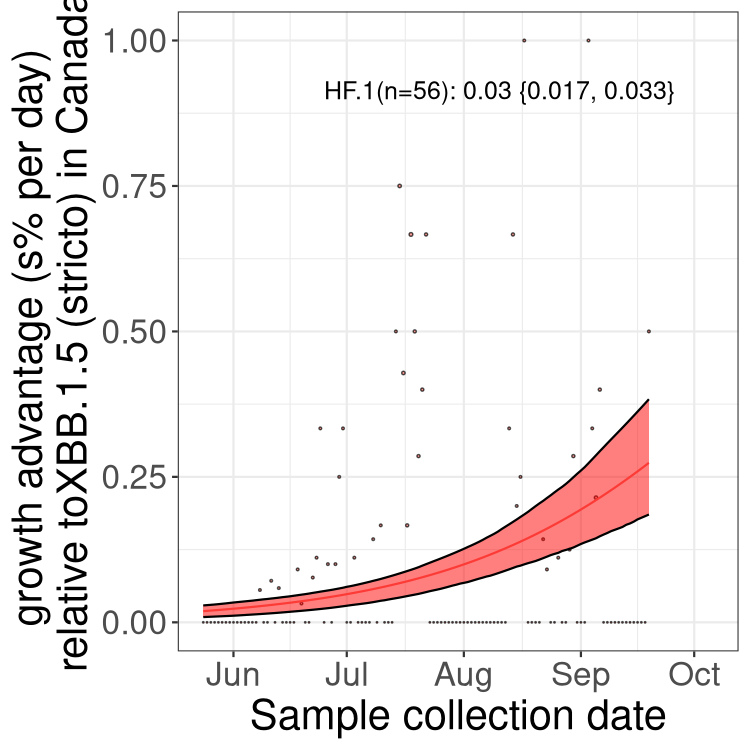 growth advantage (s% per day)
relative toXBB.1.5 (stricto) in Canada
1.00
0.75
0.50
0.25
0.00
HF.1(n=56): 0.03 {0.017, 0.033}
Jun Jul Aug Sep Oct
Sample collection date